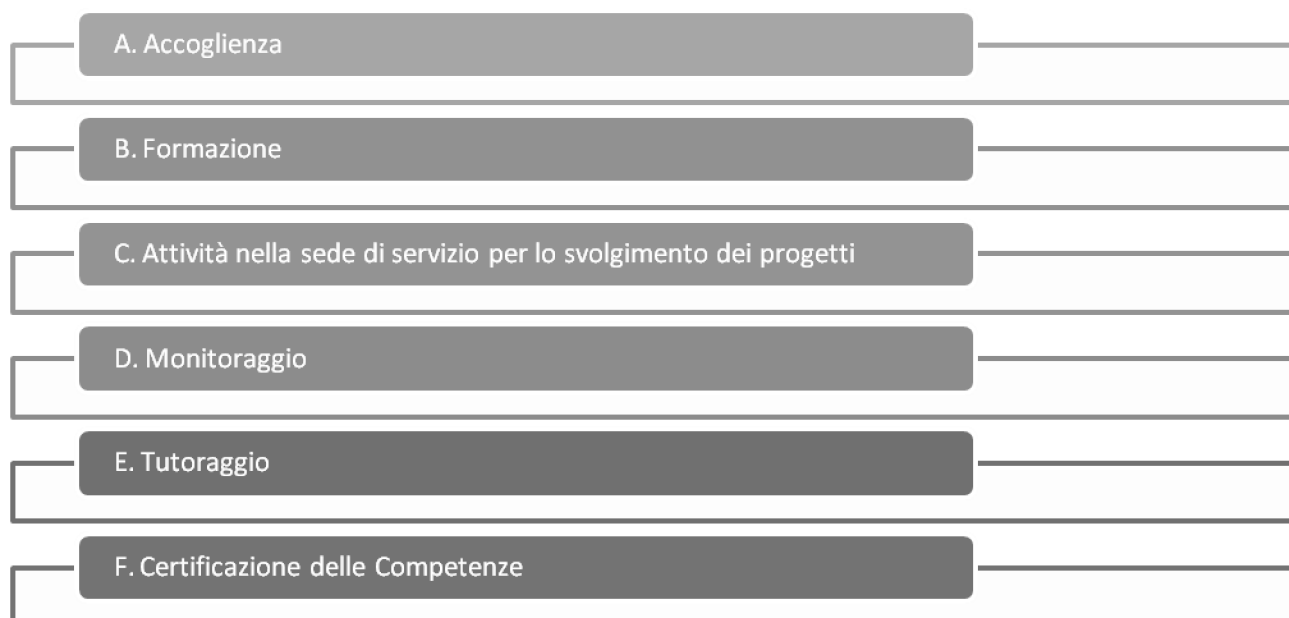 A. Accoglienza
B. Formazione
C. Attività nella sede di servizio per lo svolgimento dei progetti
D. Monitoraggio
E. Tutoraggio
F. Certificazione delle Competenze